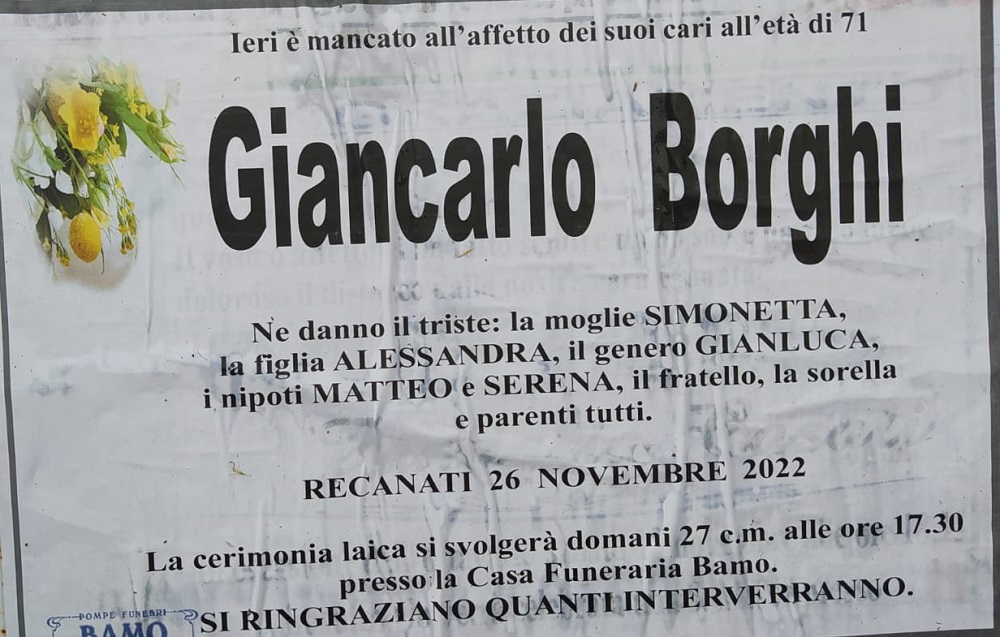 Ieri è mancato all'affetto dei suoi cari all'età di 71
Giancarlo Borghi
Ne danno il triste: la moglie SIMONETTA,
la figlia ALESSANDRA, il genero GIANLUCA,
i nipoti MATTEO e SERENA, il fratello, la sorella
e parenti tutti.
RECANATI 26 NOVEMBRE 2022
La cerimonia laica si svolgerà domani 27 c.m. alle ore 17.30
presso la Casa Funeraria Bamo.
SI RINGRAZIANO QUANTI INTERVERRANNO.
POMPE FUNEBRI
BAMO